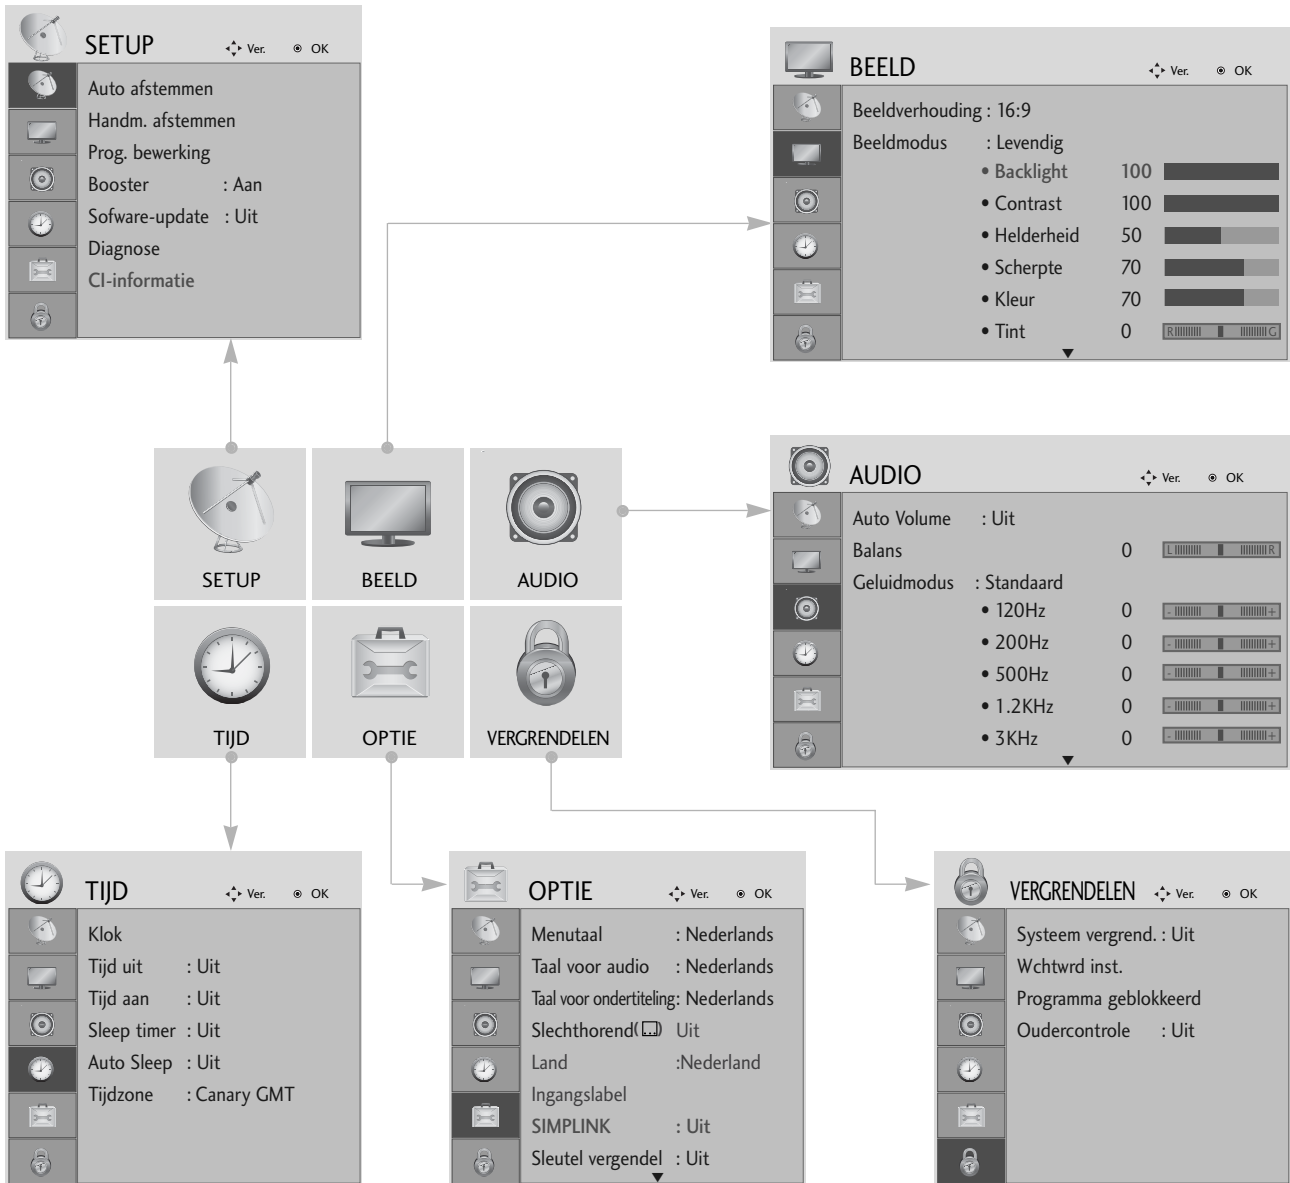 SETUP Ver. OK
Auto afstemmen
Handm. afstemmen
Prog. bewerking
Booster : Aan
Sofware-update : Uit
Diagnose
CI-informatie
BEELD Ver. OK
Beeldverhouding : 16:9
Beeldmodus : Levendig
• Backlight 100
• Contrast 100
• Helderheid 50
• Scherpte 70
• Kleur 70
• Tint 0 R G
SETUP
BEELD
AUDIO
TIJD
OPTIE
VERGRENDELEN
AUDIO Ver. OK
Auto Volume : Uit
Balans 0 L R
Geluidmodus : Standaard
• 120Hz 0 - +
• 200Hz 0 - +
• 500Hz 0 - +
• 1.2KHz 0 - +
• 3KHz 0 - +
TIJD Ver. OK
Klok
Tijd uit : Uit
Tijd aan : Uit
Sleep timer : Uit
Auto Sleep : Uit
Tijdzone : Canary GMT
OPTIE Ver. OK
Menutaal : Nederlands
Taal voor audio : Nederlands
Taal voor ondertiteling: Nederlands
Slechthorend( ) Uit
Land :Nederland
Ingangslabel
SIMPLINK : Uit
Sleutel vergendel : Uit
VERGRENDELEN Ver. OK
Systeem vergrend. : Uit
Wchtwrd inst.
Programma geblokkeerd
Oudercontrole : Uit